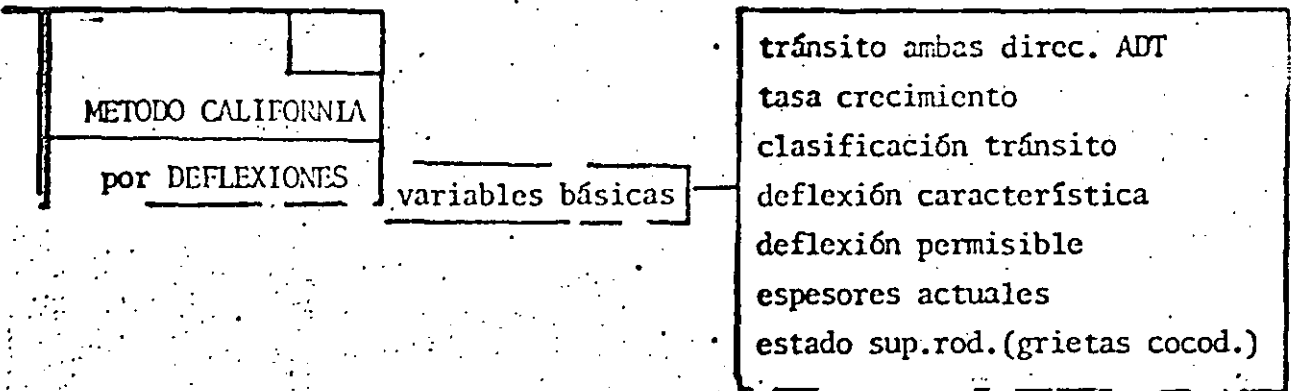 METODO CALIFORNIA
por DEFLEXIONES
variables básicas
tránsito ambas direc. ADT
tasa crecimiento
clasificación tránsito
deflexión característica
deflexión permisible
espesores actuales
estado sup.rod.(grietas cocod.)